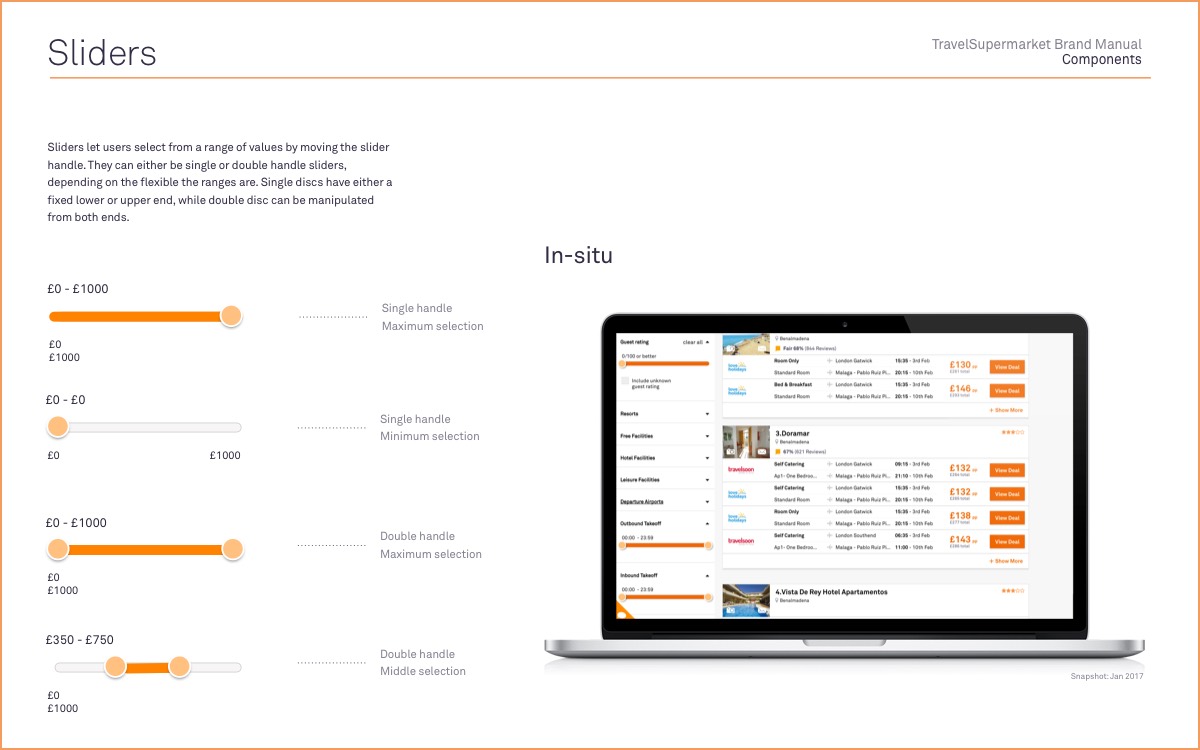 Sliders
TravelSupermarket Brand Manual
Components
Sliders let users select from a range of values by moving the slider
handle. They can either be single or double handle sliders,
depending on the flexible the ranges are. Single discs have either a
fixed lower or upper end, while double disc can be manipulated
from both ends.
In-situ
£0 - £1000
£0
£1000
Single handle
Maximum selection
£0 - £0
£0 £1000
Single handle
Minimum selection
£0 - £1000
£0
£1000
Double handle
Maximum selection
£350 - £750
£0
£1000
Double handle
Middle selection
Guest rating clear all
0/100 or better
Include unknown
guest rating
Resorts
Free Facilities
Hotel Facilities
Leisure Facilities
Departure Airports
Outbound Takeoff
00:00 - 23:59
Inbound Takeoff
00:00 - 23:59
Benalmadena
Fair 68% (844 Reviews)
Room Only London Gatwick 15:35 - 3rd Feb £130 pp View Deal
Standard Room Malaga - Pablo Ruiz Pi... 20:15 - 10th Feb
Bed & Breakfast London Gatwick 15:35 - 3rd Feb £146 pp View Deal
Standard Room Malaga - Pablo Ruiz Pi... 20:15 - 10th Feb
+ Show More
3.Doramar
Benalmadena
67% (621 Reviews)
travelsoon Self Catering London Gatwick 09:15 - 3rd Feb £132 pp View Deal
Ap1- One Bedroo... Malaga - Pablo Ruiz Pi... 21:10 - 10th Feb
Self Catering London Gatwick 15:35 - 3rd Feb £132 pp View Deal
Standard Room Malaga - Pablo Ruiz Pi... 20:15 - 10th Feb
Room Only London Gatwick 15:35 - 3rd Feb £138 pp View Deal
Standard Room Malaga - Pablo Ruiz Pi... 20:15 - 10th Feb
travelsoon Self Catering London Southend 06:35 - 3rd Feb £143 pp View Deal
Ap1- One Bedroo... Malaga - Pablo Ruiz Pi... 11:00 - 10th Feb
+ Show More
4.Vista De Rey Hotel Apartamentos
Benalmadena
Snapshot: Jan 2017